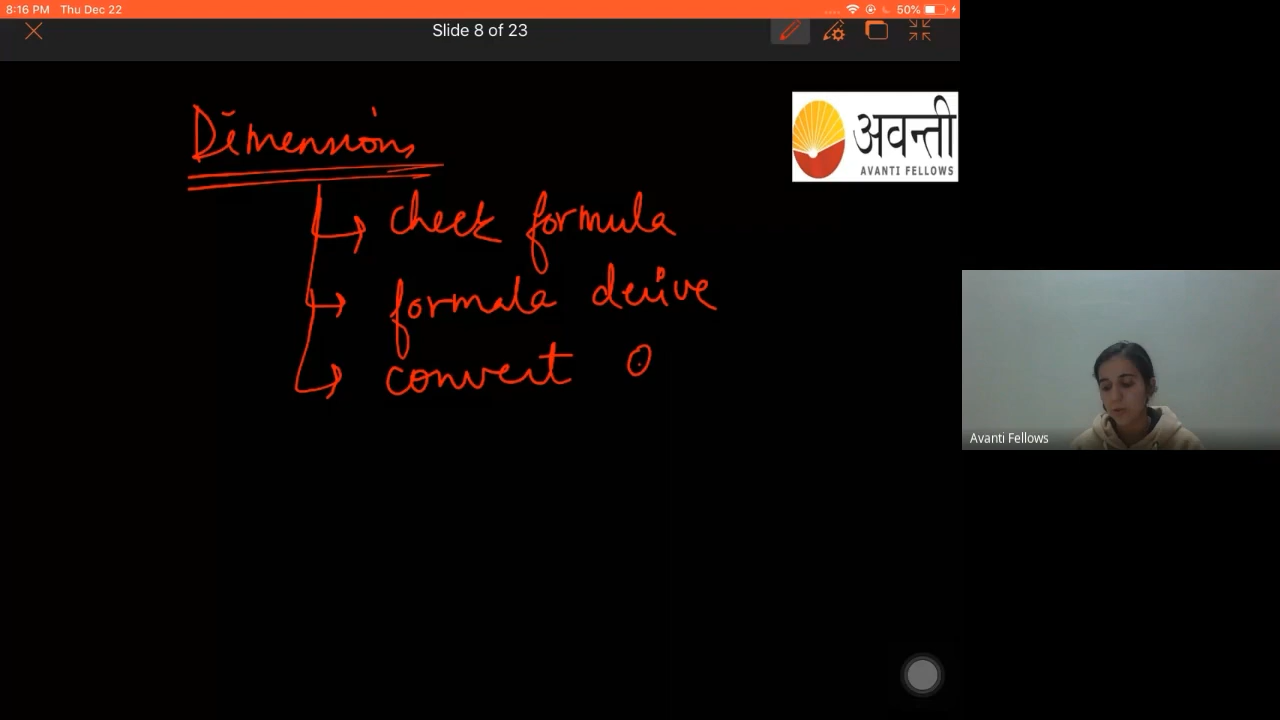 8:16 PM Thu Dec 22
50%
Slide 8 of 23
Dimensions
अवन्ती
AVANTI FELLOWS
check formula
formala derive
convert
Avanti Fellows